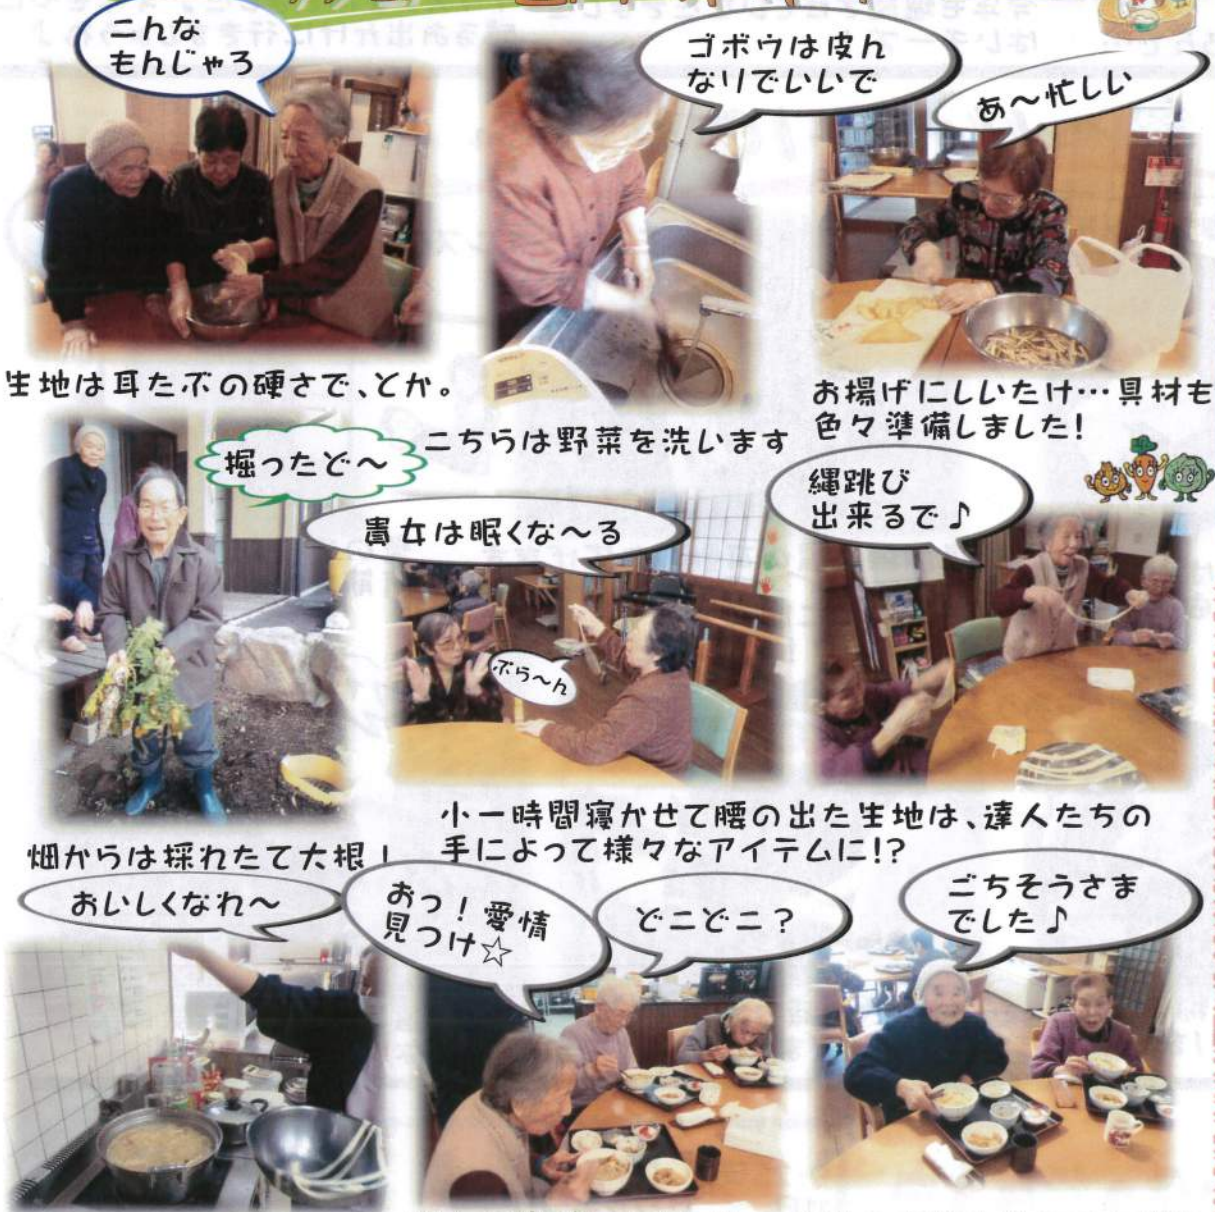 こんな
もんじゃろ
ゴボウは皮ん
なりでいいで
あ〜忙しい
生地は耳たぶの硬さで、とか。
こちらは野菜を洗います
お揚げにしいたけ…具材も
色々準備しました!
掘ったど〜
貴女は眠くな〜る
ぶら〜ん
縄跳び
出来るで♪
畑からは採れたて大根!
小一時間寝かせて腰の出た生地は、達人たちの
手によって様々なアイテムに!?
おいしくなれ〜
おっ!愛情
見つけ☆
どこどこ?
ごちそうさま
でした♪